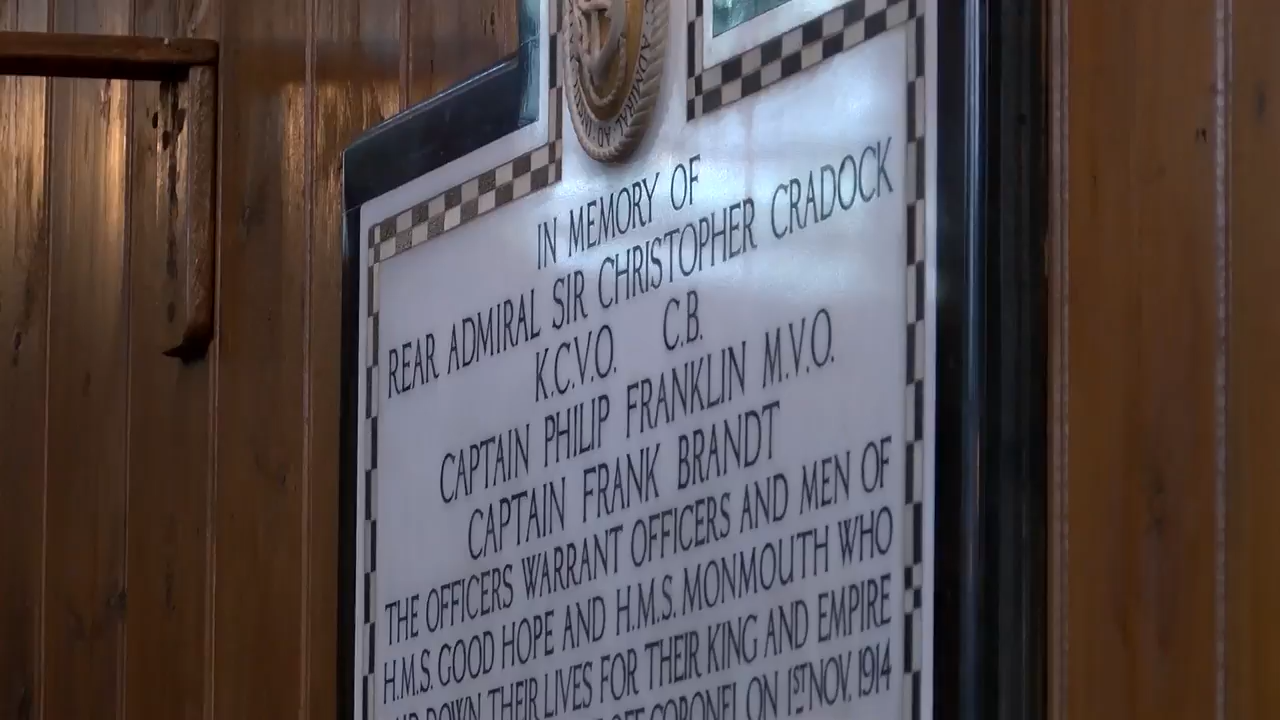 ADMIRAL
IN MEMORY OF
REAR ADMIRAL SIR CHRISTOPHER CRADOCK
K.C.V.O. C.B.
CAPTAIN PHILIP FRANKLIN M.V.O.
CAPTAIN FRANK BRANDT
THE OFFICERS WARRANT OFFICERS AND MEN OF
H.M.S. GOOD HOPE AND H.M.S. MONMOUTH WHO
DOWN THEIR LIVES FOR THEIR KING AND EMPIRE
OFF CORONEL ON 1ST NOV. 1914